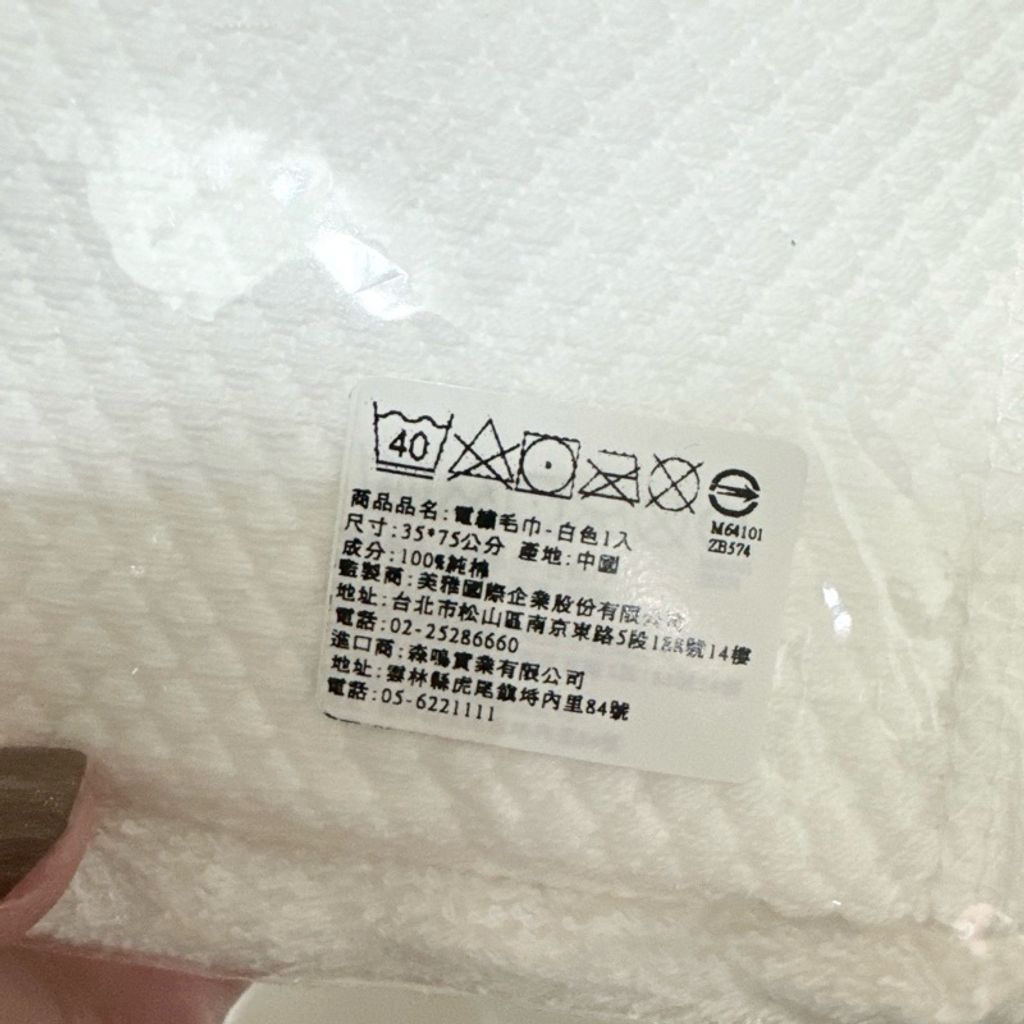 40
M64101
ZB574
商品品名:電繡毛巾-白色1入
尺寸:35*75公分 產地:中國
成分:100%純棉
監製商:美雅國際企業股份有限公司
地址:台北市松山區南京東路5段188號14樓
電話:02-25286660
進口商:森鳴實業有限公司
地址:雲林縣虎尾鎮埒內里84號
電話:05-6221111